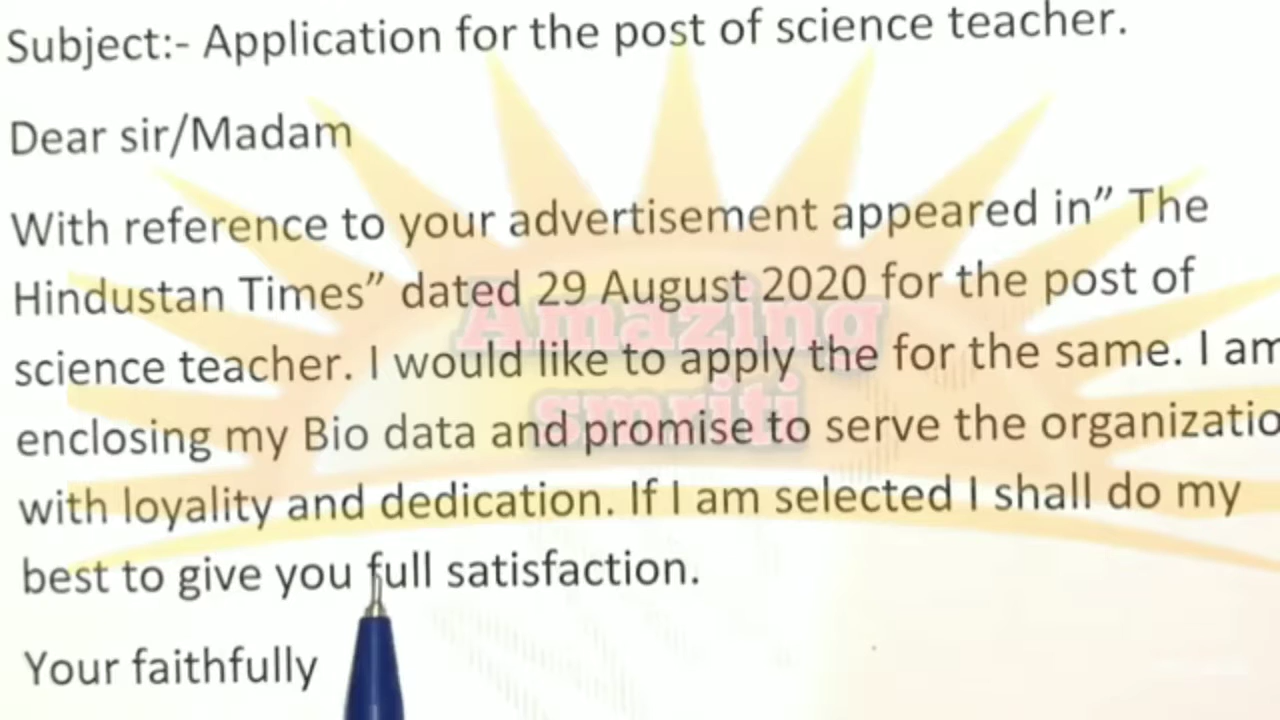 Subject:- Application for the post of science teacher.
Dear sir/Madam
With reference to your advertisement appeared in” The
Hindustan Times” dated 29 August 2020 for the post of
science teacher. I would like to apply the for the same. I am
enclosing my Bio data and promise to serve the organizatio
with loyality and dedication. If I am selected I shall do my
best to give you full satisfaction.
Your faithfully
Amazing
smriti